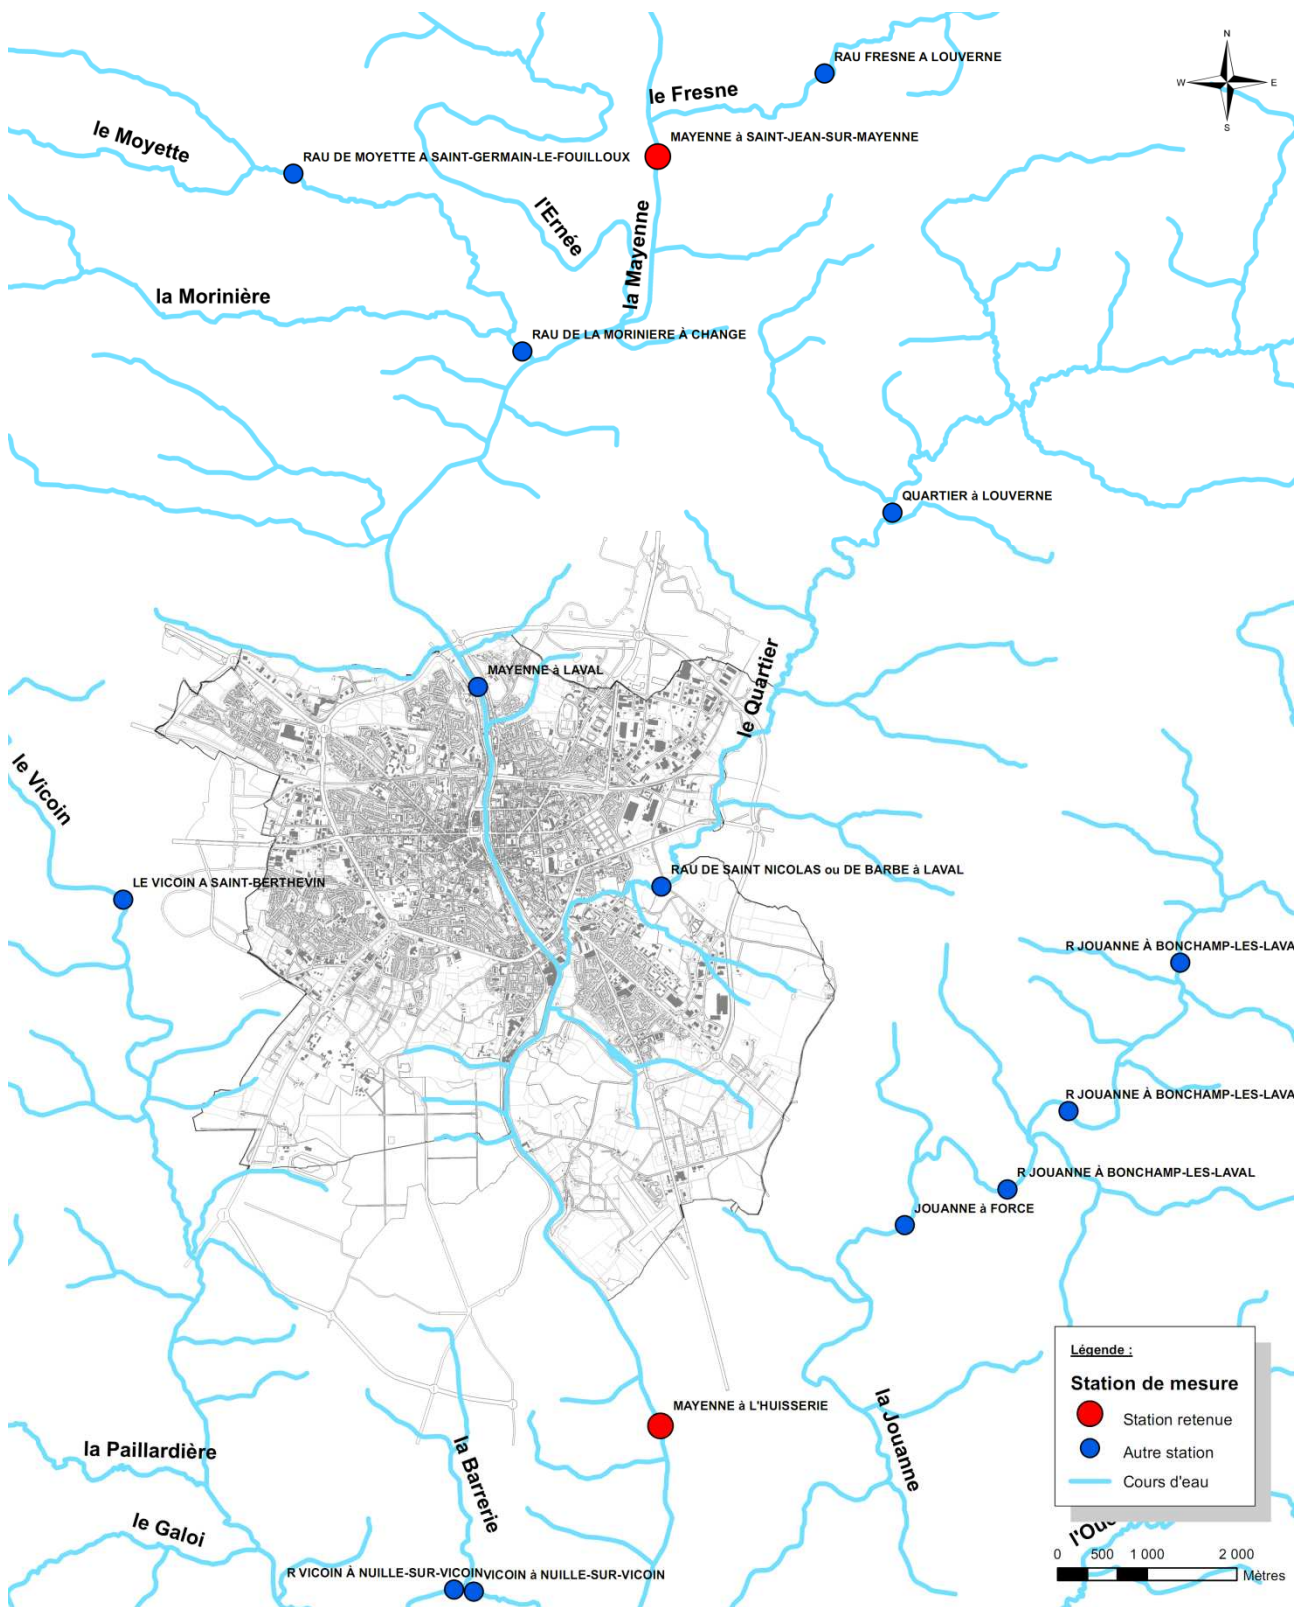 N
RAU FRESNE A LOUVERNE
W
E
S
le Fresne
le Moyette
MAYENNE à SAINT-JEAN-SUR-MAYENNE
RAU DE MOYETTE A SAINT-GERMAIN-LE-FOUILLOUX
l'Ernée
la Mayenne
la Morinière
RAU DE LA MORINIERE À CHANGE
QUARTIER à LOUVERNE
MAYENNE à LAVAL
le Quartier
le Vicoin
RAU DE SAINT NICOLAS ou DE BARBE à LAVAL
LE VICOIN A SAINT-BERTHEVIN
R JOUANNE À BONCHAMP-LES-LAVA
R JOUANNE À BONCHAMP-LES-LAVA
R JOUANNE À BONCHAMP-LES-LAVAL
JOUANNE à FORCE
Légende :
Station de mesure
Station retenue
Autre station
Cours d'eau
MAYENNE à L'HUISSERIE
la Jouanne
la Paillardière
la Barrerie
le Galoi
l'Oue
0 500 1 000 2 000
Mètres
R VICOIN À NUILLE-SUR-VICOIN
VICOIN à NUILLE-SUR-VICOIN